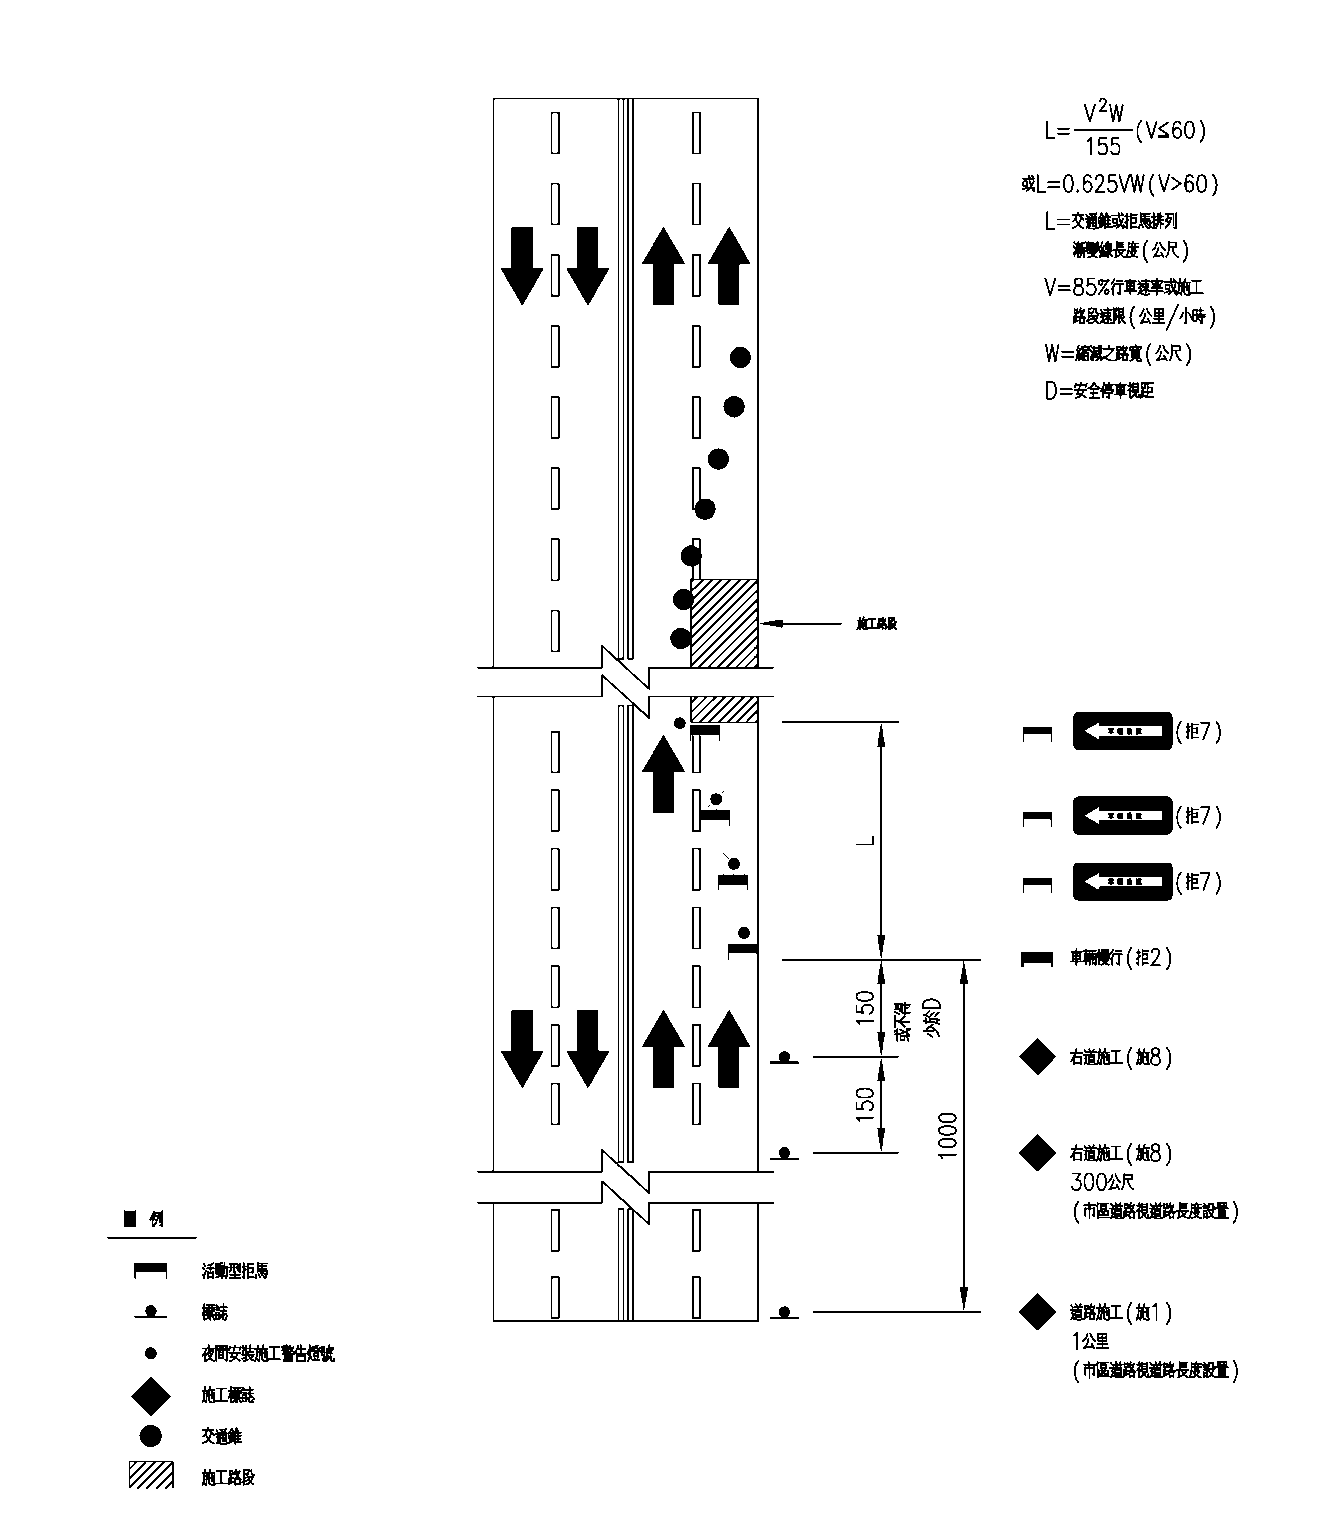 L=V²W/155(V≤60)
或L=0.625VW(V>60)
L=交通錐或拒馬排列
漸變線長度(公尺)
V=85%行車速率或施工
路段速限(公里/小時)
W=縮減之路寬(公尺)
D=安全停車視距
施工路段
(拒7)
(拒7)
(拒7)
L
車輛慢行(拒2)
150
或不得
少於D
右道施工(施8)
150
1000
右道施工(施8)
300公尺
(市區道路視道路長度設置)
道路施工(施1)
1公里
(市區道路視道路長度設置)
圖 例
活動型拒馬
標誌
夜間安裝施工警告燈號
施工標誌
交通錐
施工路段